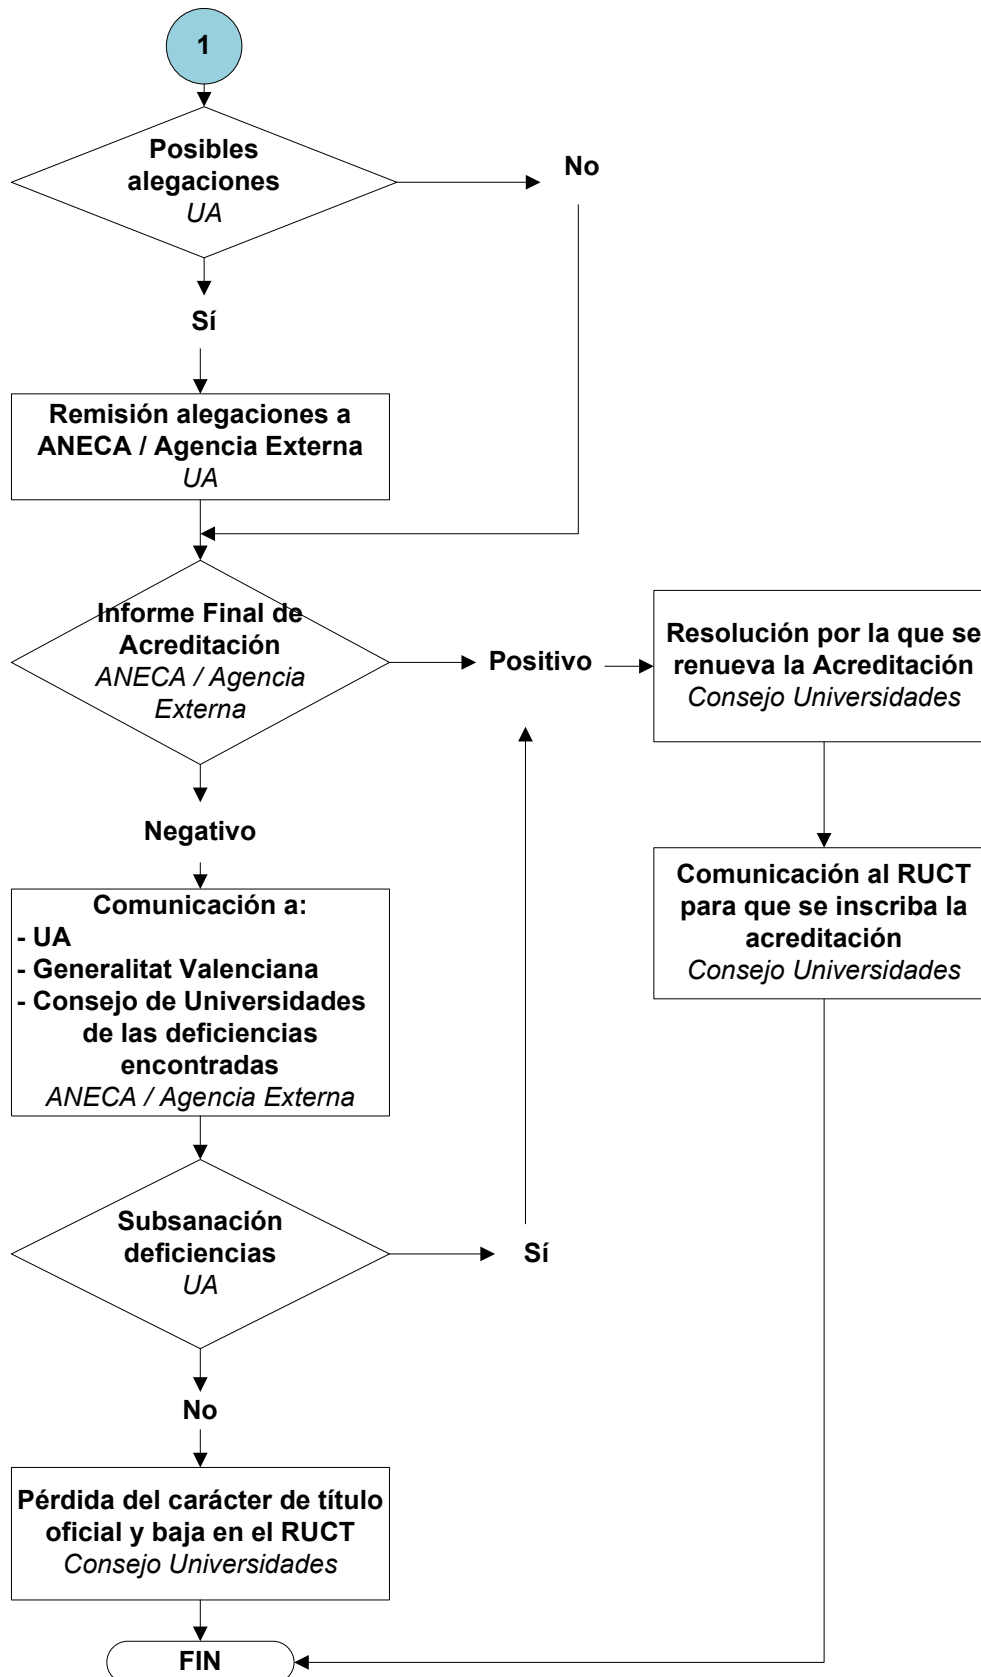 1
Posibles
alegaciones
UA
No
Sí
Remisión alegaciones a
ANECA / Agencia Externa
UA
Informe Final de
Acreditación
ANECA / Agencia
Externa
Positivo
Resolución por la que se
renueva la Acreditación
Consejo Universidades
Negativo
Comunicación al RUCT
para que se inscriba la
acreditación
Consejo Universidades
Comunicación a:
- UA
- Generalitat Valenciana
- Consejo de Universidades
de las deficiencias
encontradas
ANECA / Agencia Externa
Subsanación
deficiencias
UA
Sí
No
Pérdida del carácter de título
oficial y baja en el RUCT
Consejo Universidades
FIN